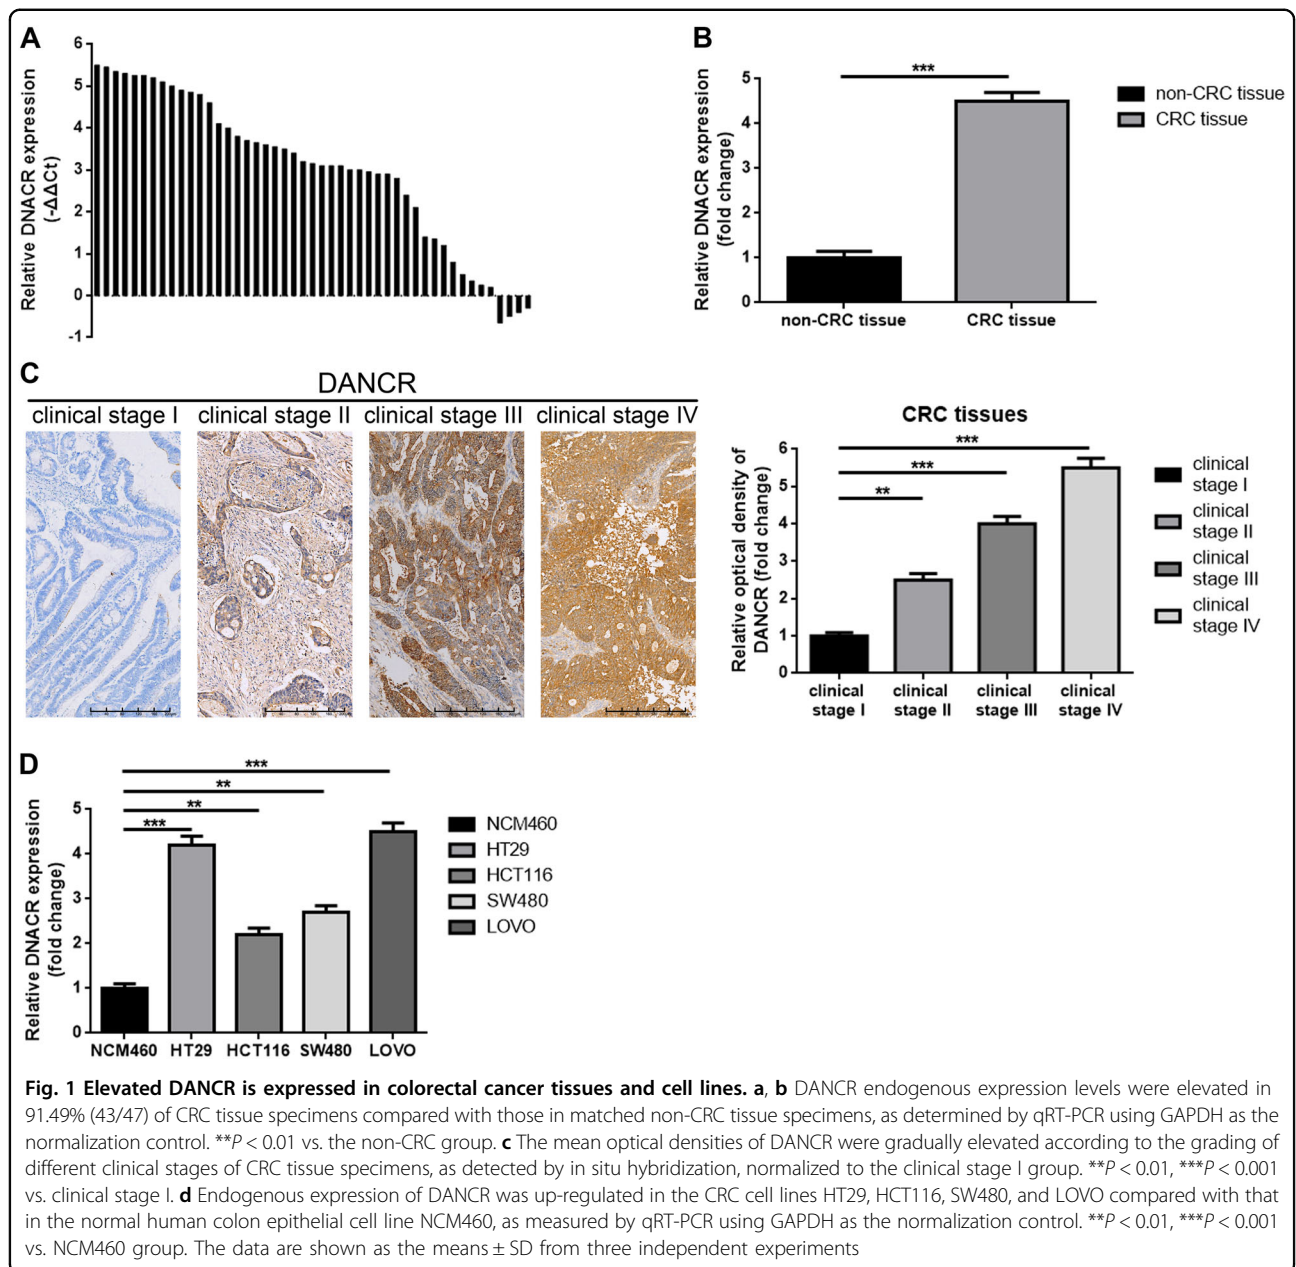 A
Relative DNACR expression
(-ΔΔCt)
6
5
4
3
2
1
0
-1
B
Relative DNACR expression
(fold change)
5
4
3
2
1
0
***
non-CRC tissue
CRC tissue
non-CRC tissue
CRC tissue
C
DANCR
clinical stage I
clinical stage II
clinical stage III
clinical stage IV
CRC tissues
Relative optical density of
DANCR (fold change)
6
5
4
3
2
1
0
***
***
**
clinical
stage I
clinical
stage II
clinical
stage III
clinical
stage IV
clinical
stage I
clinical
stage II
clinical
stage III
clinical
stage IV
D
Relative DNACR expression
(fold change)
5
4
3
2
1
0
***
**
**
***
NCM460
HT29
HCT116
SW480
LOVO
NCM460
HT29
HCT116
SW480
LOVO
Fig. 1 Elevated DANCR is expressed in colorectal cancer tissues and cell lines. a, b DANCR endogenous expression levels were elevated in
91.49% (43/47) of CRC tissue specimens compared with those in matched non-CRC tissue specimens, as determined by qRT-PCR using GAPDH as the
normalization control. **P < 0.01 vs. the non-CRC group. c The mean optical densities of DANCR were gradually elevated according to the grading of
different clinical stages of CRC tissue specimens, as detected by in situ hybridization, normalized to the clinical stage I group. **P < 0.01, ***P < 0.001
vs. clinical stage I. d Endogenous expression of DANCR was up-regulated in the CRC cell lines HT29, HCT116, SW480, and LOVO compared with that
in the normal human colon epithelial cell line NCM460, as measured by qRT-PCR using GAPDH as the normalization control. **P < 0.01, ***P < 0.001
vs. NCM460 group. The data are shown as the means ± SD from three independent experiments